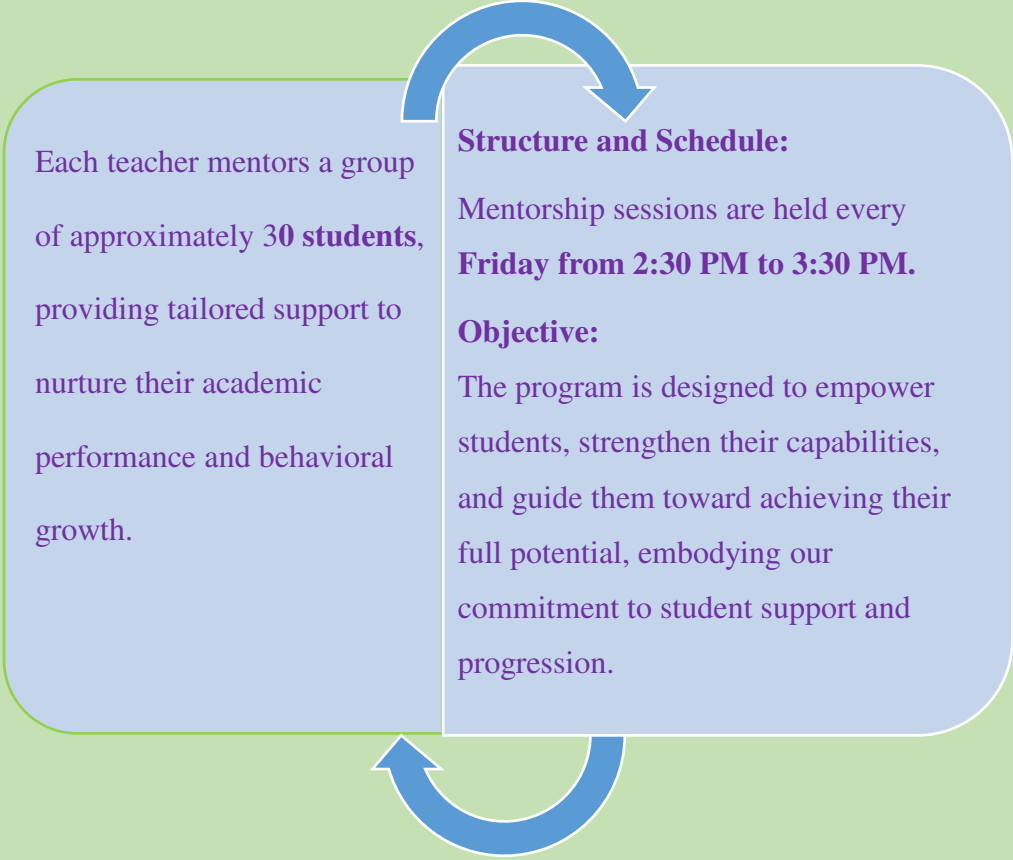 Each teacher mentors a group
of approximately 30 students,
providing tailored support to
nurture their academic
performance and behavioral
growth.
Structure and Schedule:
Mentorship sessions are held every
Friday from 2:30 PM to 3:30 PM.
Objective:
The program is designed to empower
students, strengthen their capabilities,
and guide them toward achieving their
full potential, embodying our
commitment to student support and
progression.